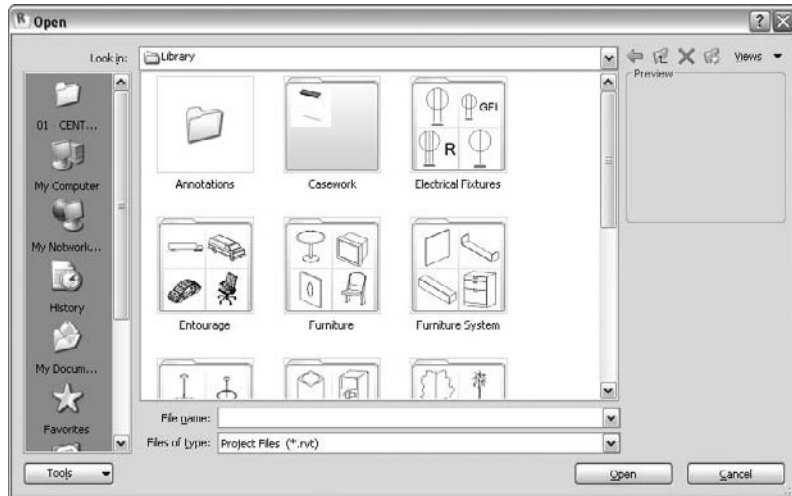 R Open
Look in: Library
Views
Preview
01 - CENT...
My Computer
My Network...
History
My Docum...
Favorites
Annotations
Casework
GFI
R
Electrical Fixtures
Entourage
Furniture
Furniture System
File name:
Files of type: Project Files (*.rvt)
Tools
Open
Cancel